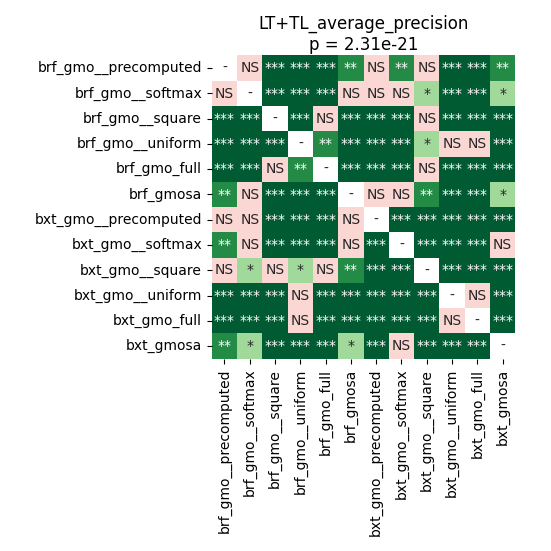 LT+TL_average_precision
p = 2.31e-21
brf_gmo__precomputed - NS *** *** *** ** NS ** NS *** *** **
brf_gmo__softmax NS - *** *** *** NS NS NS * *** *** *
brf_gmo__square *** *** - *** NS *** *** *** NS *** *** ***
brf_gmo__uniform *** *** *** - ** *** *** *** * NS NS ***
brf_gmo_full *** *** NS ** - *** *** *** NS *** *** ***
brf_gmosa ** NS *** *** *** - NS NS ** *** *** *
bxt_gmo__precomputed NS NS *** *** *** NS - *** *** *** *** ***
bxt_gmo__softmax ** NS *** *** *** NS *** - *** *** *** NS
bxt_gmo__square NS * NS * NS ** *** *** - *** *** ***
bxt_gmo__uniform *** *** *** NS *** *** *** *** *** - NS ***
bxt_gmo_full *** *** *** NS *** *** *** *** *** NS - ***
bxt_gmosa ** * *** *** *** * *** NS *** *** *** -
brf_gmo__precomputed
brf_gmo__softmax
brf_gmo__square
brf_gmo__uniform
brf_gmo_full
brf_gmosa
bxt_gmo__precomputed
bxt_gmo__softmax
bxt_gmo__square
bxt_gmo__uniform
bxt_gmo_full
bxt_gmosa